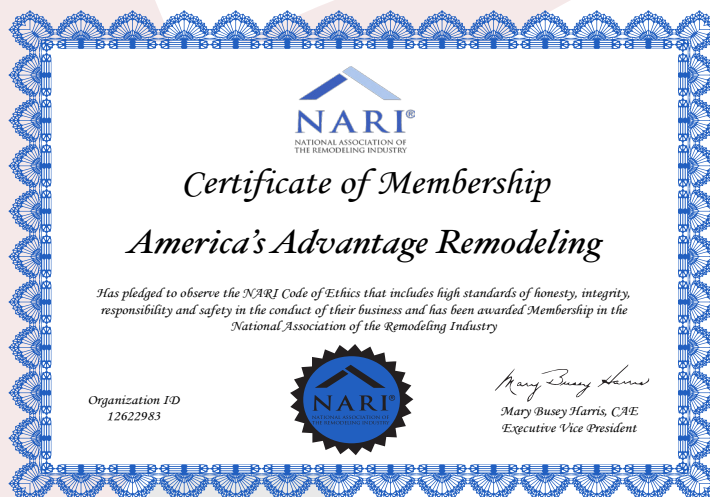 NARI®
NATIONAL ASSOCIATION OF
THE REMODELING INDUSTRY
Certificate of Membership
America's Advantage Remodeling
Has pledged to observe the NARI Code of Ethics that includes high standards of honesty, integrity,
responsibility and safety in the conduct of their business and has been awarded Membership in the
National Association of the Remodeling Industry
Organization ID
12622983
NARI®
NATIONAL ASSOCIATION OF
THE REMODELING INDUSTRY
Mary Busey Harris
Mary Busey Harris, CAE
Executive Vice President